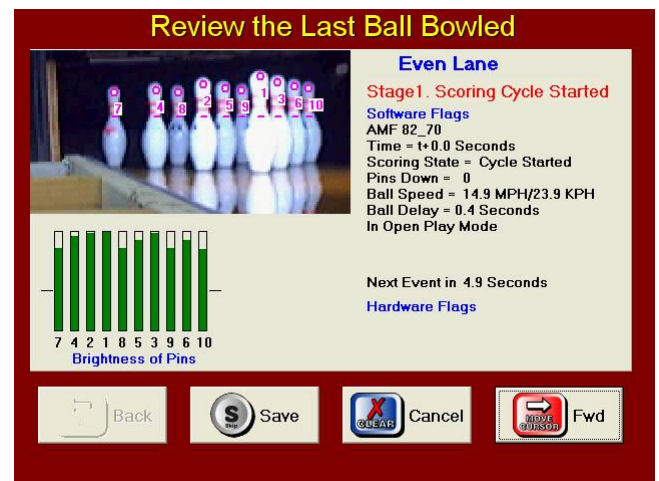 Review the Last Ball Bowled
Even Lane
Stage1. Scoring Cycle Started
Software Flags
AMF 82_70
Time = t+0.0 Seconds
Scoring State = Cycle Started
Pins Down = 0
Ball Speed = 14.9 MPH/23.9 KPH
Ball Delay = 0.4 Seconds
In Open Play Mode
Next Event in 4.9 Seconds
Hardware Flags
7 4 8 2 5 9 1 3 6 10
7 4 2 1 8 5 3 9 6 10
Brightness of Pins
Back
S
Skip
Save
X
CLEAR
Cancel
MOVE
CURSOR
Fwd